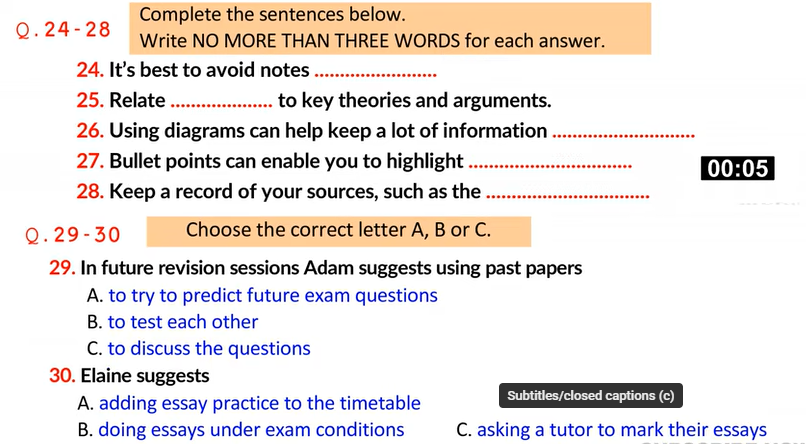 Q.24-28
Complete the sentences below.
Write NO MORE THAN THREE WORDS for each answer.
24. It's best to avoid notes ........................
25. Relate .................... to key theories and arguments.
26. Using diagrams can help keep a lot of information ............................
27. Bullet points can enable you to highlight ................................
00:05
28. Keep a record of your sources, such as the ................................
Q.29-30
Choose the correct letter A, B or C.
29. In future revision sessions Adam suggests using past papers
A. to try to predict future exam questions
B. to test each other
C. to discuss the questions
30. Elaine suggests
Subtitles/closed captions (c)
A. adding essay practice to the timetable
B. doing essays under exam conditions C. asking a tutor to mark their essays